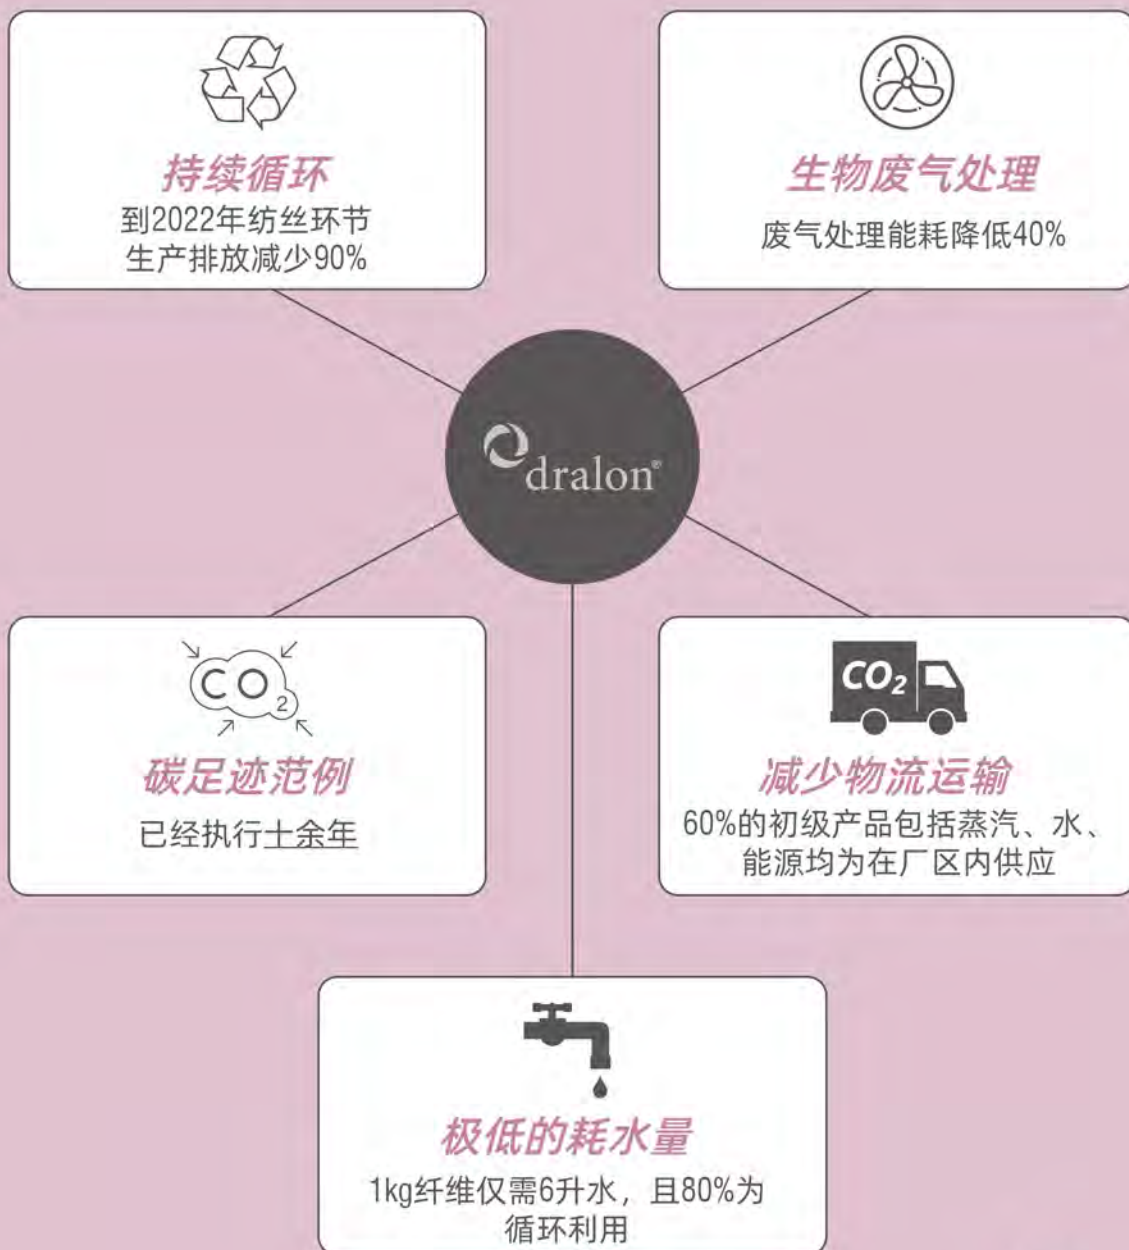 持续循环
到2022年纺丝环节
生产排放减少90%
生物废气处理
废气处理能耗降低40%
dralon®
CO2
碳足迹范例
已经执行十余年
CO2
减少物流运输
60%的初级产品包括蒸汽、水、
能源均为在厂区内供应
极低的耗水量
1kg纤维仅需6升水，且80%为
循环利用